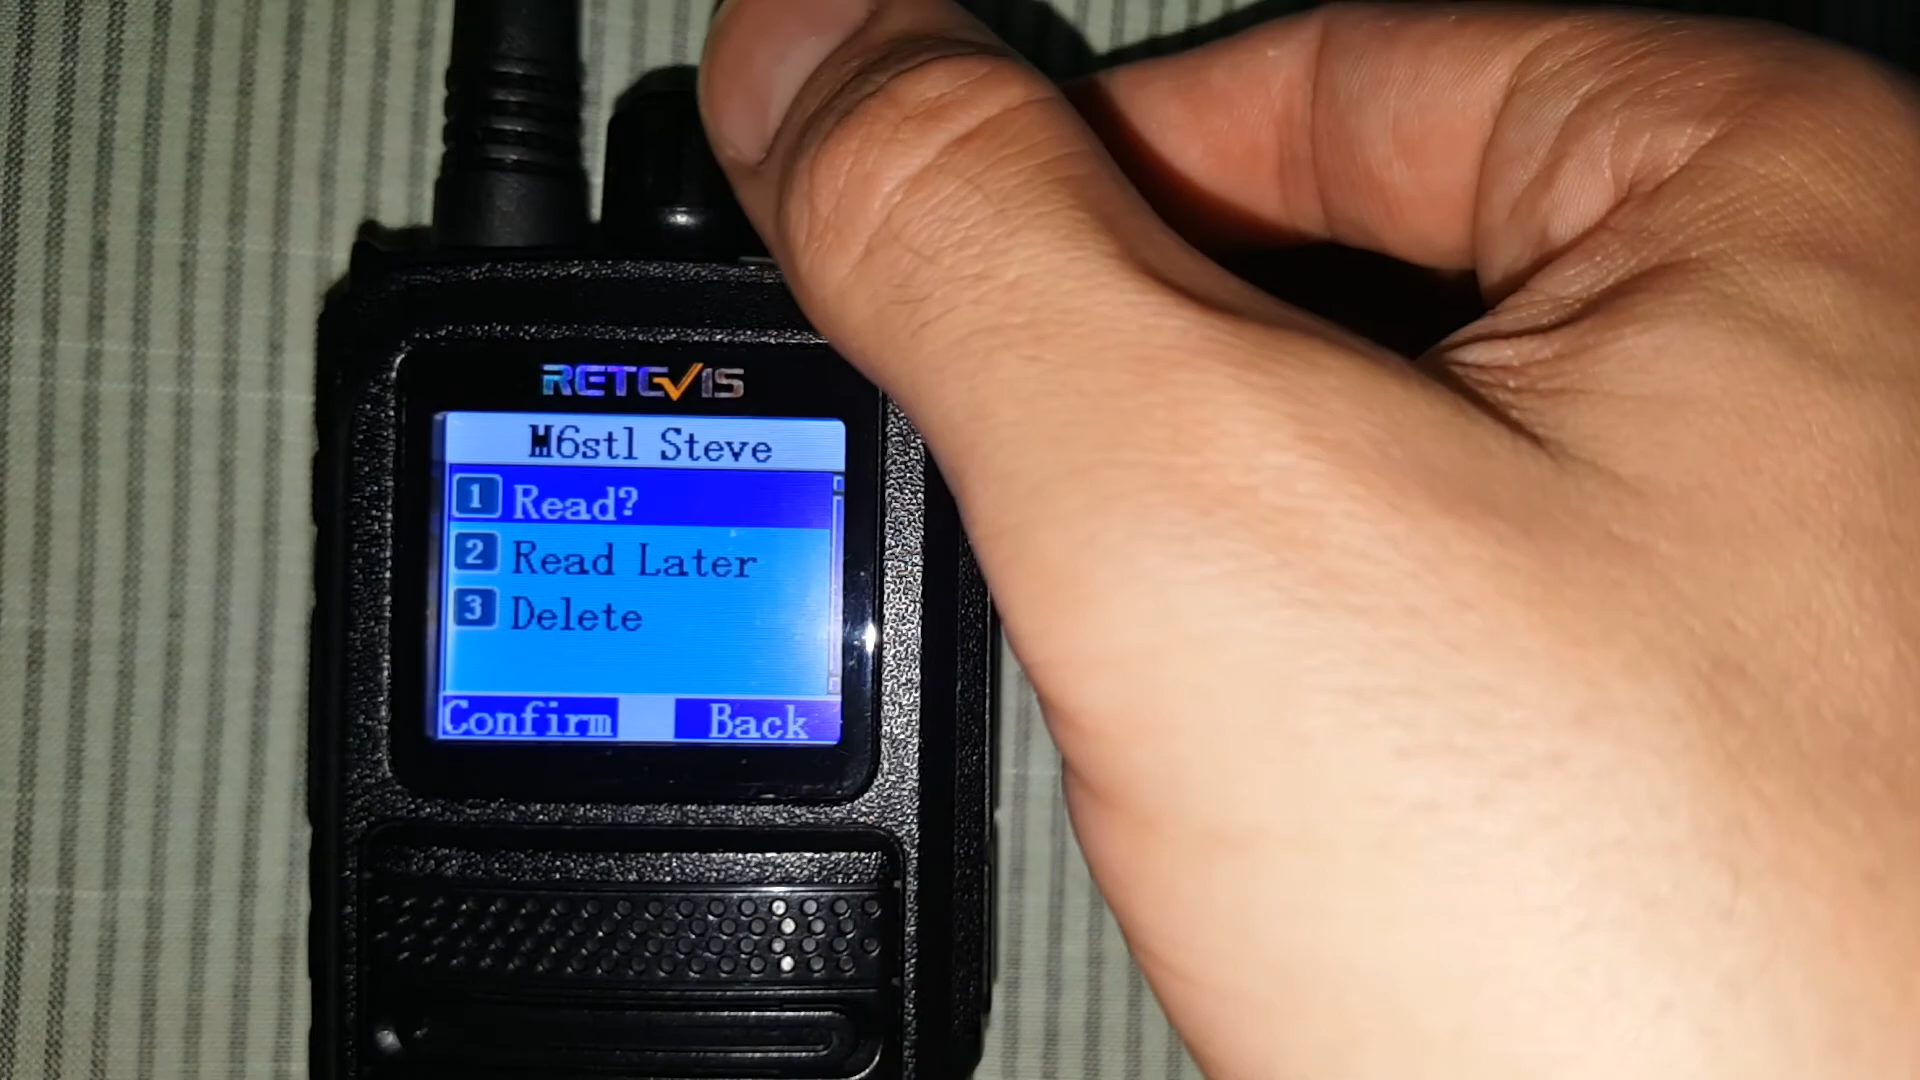 RETEVIS
M6stl Steve
1 Read?
2 Read Later
3 Delete
Confirm Back